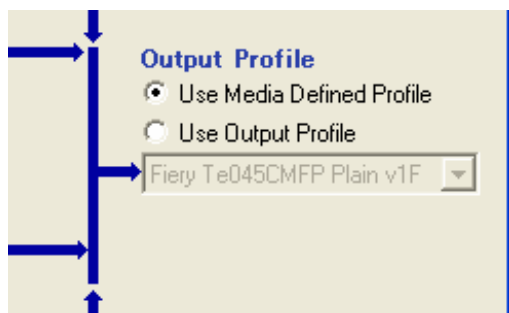 Output Profile
Use Media Defined Profile
Use Output Profile
Fiery Te045CMFP Plain v1F